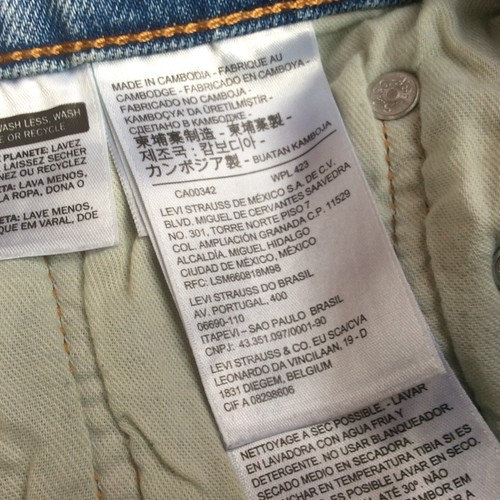 WASH LESS, WASH
E OR RECYCLE
PLANETE: LAVEZ
LAISSEZ SECHER
NEZ OU RECYCLEZ
ETA: LAVA MENOS,
LA ROPA, DONA O
ETA: LAVE MENOS,
QUE EM VARAL, DOE
MADE IN CAMBODIA - FABRIQUE AU
CAMBODGE - FABRICADO EN CAMBOYA -
FABRICADO NO CAMBOJA -
KAMBOÇYA' DA ÜRETILMIŞTIR -
СДЕЛАНО В КАМБОДЖЕ -
柬埔寨制造 - 柬埔寨製 -
제조국 : 캄보디아 -
カンボジア製 - BUATAN KAMBOJA
CA00342 WPL 423
LEVI STRAUSS DE MÉXICO S.A. DE C.V.
BLVD. MIGUEL DE CERVANTES SAAVEDRA
NO. 301, TORRE NORTE PISO 7
COL. AMPLIACIÓN GRANADA C.P. 11529
ALCALDÍA. MIGUEL HIDALGO
CIUDAD DE MÉXICO, MÉXICO
RFC: LSM660818M98
LEVI STRAUSS DO BRASIL
AV. PORTUGAL, 400
06690-110
ITAPEVI – SAO PAULO BRASIL
CNPJ: 43.351.097/0001-90
LEVI STRAUSS & CO. EU SCA/CVA
LEONARDO DA VINCILAAN, 19 - D
1831 DIEGEM, BELGIUM
CIF A 08298606
NETTOYAGE A SEC POSSIBLE. - LAVAR
EN LAVADORA CON AGUA FRIA Y
DETERGENTE. NO USAR BLANQUEADOR.
SECADO MEDIO EN SECADORA.
CHAR EN TEMPERATURA TIBIA SI ES
ES POSIBLE LAVAR EN SECO.
ATÉ 30°. NÃO
POR EM